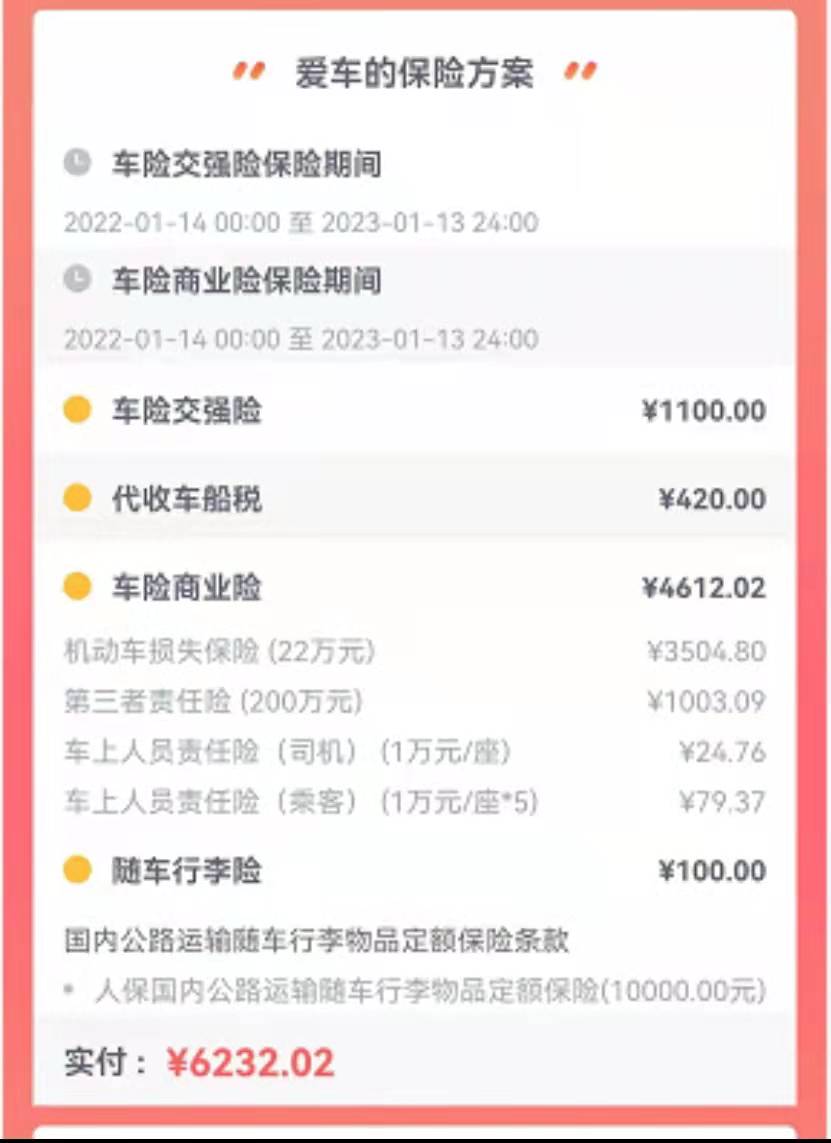 爱车的保险方案
车险交强险保险期间
2022-01-14 00:00 至 2023-01-13 24:00
车险商业险保险期间
2022-01-14 00:00 至 2023-01-13 24:00
车险交强险 ¥1100.00
代收车船税 ¥420.00
车险商业险 ¥4612.02
机动车损失保险 (22万元) ¥3504.80
第三者责任险 (200万元) ¥1003.09
车上人员责任险（司机） (1万元/座) ¥24.76
车上人员责任险（乘客） (1万元/座*5) ¥79.37
随车行李险 ¥100.00
国内公路运输随车行李物品定额保险条款
• 人保国内公路运输随车行李物品定额保险(10000.00元)
实付： ¥6232.02